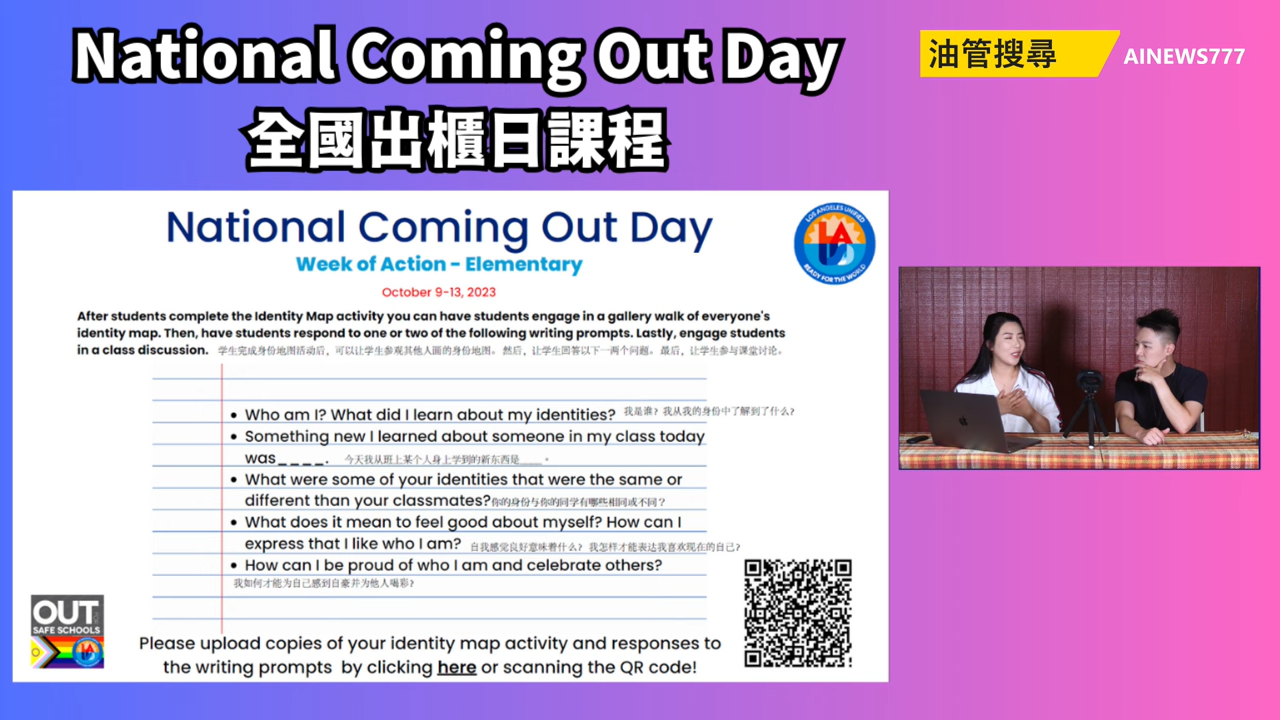 National Coming Out Day
全國出櫃日課程
油管搜尋
AINEWS777
National Coming Out Day
Week of Action - Elementary
October 9-13, 2023
LOS ANGELES UNIFIED
LAUSD
READY FOR THE WORLD
After students complete the Identity Map activity you can have students engage in a gallery walk of everyone's
identity map. Then, have students respond to one or two of the following writing prompts. Lastly, engage students
in a class discussion. 学生完成身份地图活动后，可以让学生参观其他人画的身份地图。然后，让学生回答以下一两个问题。最后，让学生参与课堂讨论。
• Who am I? What did I learn about my identities? 我是谁？我从我的身份中了解到了什么？
• Something new I learned about someone in my class today
was____. 今天我从班上某个人身上学到的新东西是____。
• What were some of your identities that were the same or
different than your classmates?你的身份与你的同学有哪些相同或不同？
• What does it mean to feel good about myself? How can I
express that I like who I am? 自我感觉良好意味着什么？我怎样才能表达我喜欢现在的自己？
• How can I be proud of who I am and celebrate others?
我如何才能为自己感到自豪并为他人喝彩？
OUT
SAFE SCHOOLS
Please upload copies of your identity map activity and responses to
the writing prompts by clicking here or scanning the QR code!